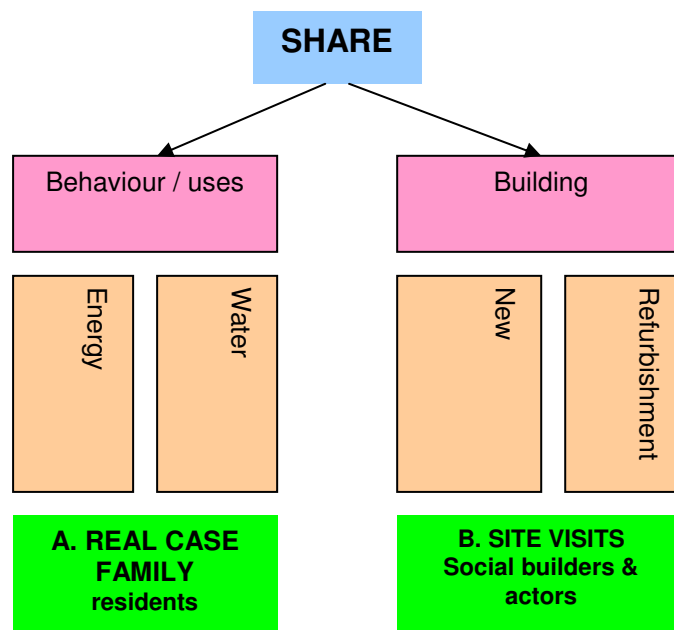 SHARE
Behaviour / uses
Building
Energy
Water
New
Refurbishment
A. REAL CASE
FAMILY
residents
B. SITE VISITS
Social builders &
actors